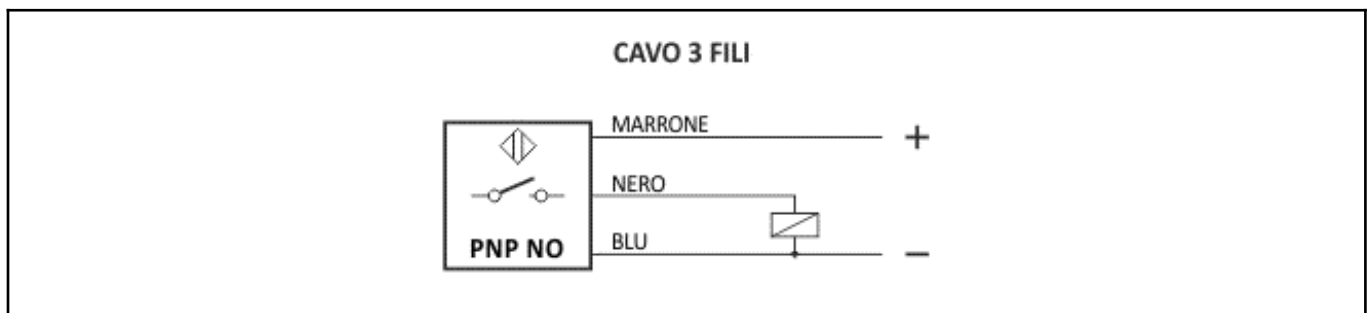 CAVO 3 FILI
MARRONE
+
NERO
PNP NO
BLU
−